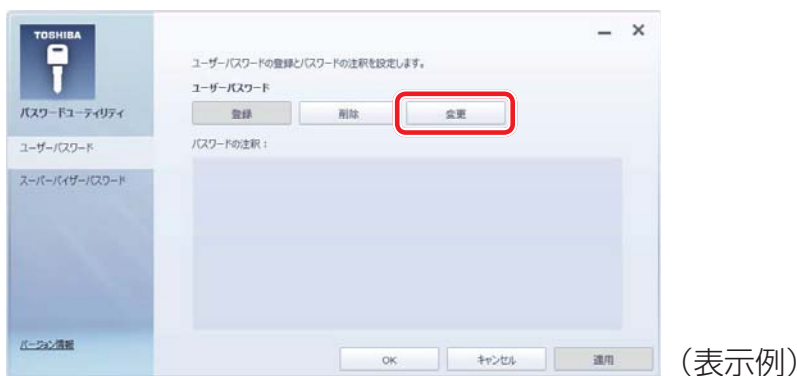 TOSHIBA
パスワードユーティリティ
ユーザーパスワード
スーパーバイザーパスワード
バージョン情報
ユーザーパスワードの登録とパスワードの注釈を設定します。
ユーザーパスワード
登録 削除 変更
パスワードの注釈：
OK キャンセル 適用
（表示例）